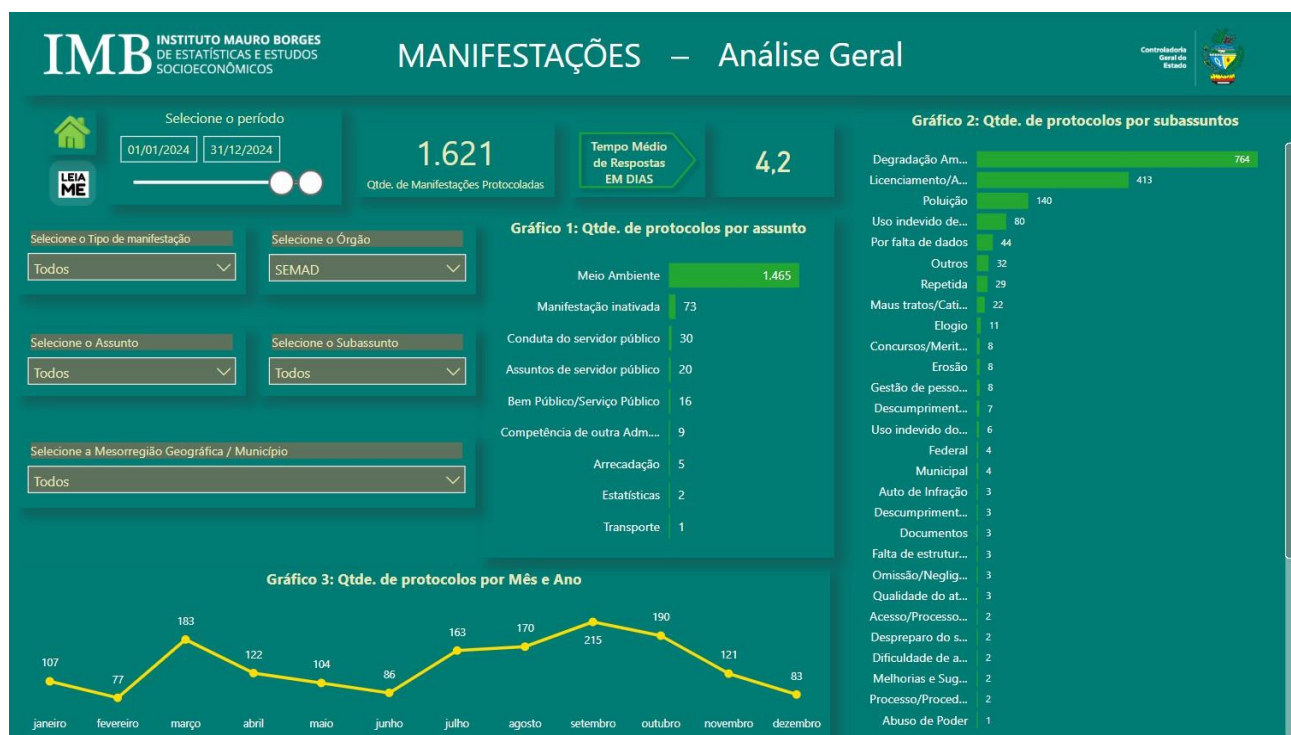 IMB INSTITUTO MAURO BORGES
DE ESTATÍSTICAS E ESTUDOS
SOCIOECONÔMICOS
MANIFESTAÇÕES – Análise Geral
Controladoria
Geral do
Estado
LEIA
ME
Selecione o período
01/01/2024 31/12/2024
1.621
Qtde. de Manifestações Protocoladas
Tempo Médio
de Respostas
EM DIAS
4,2
Selecione o Tipo de manifestação
Todos
Selecione o Órgão
SEMAD
Selecione o Assunto
Todos
Selecione o Subassunto
Todos
Selecione a Mesorregião Geográfica / Município
Todos
Gráfico 1: Qtde. de protocolos por assunto
Meio Ambiente 1.465
Manifestação inativada 73
Conduta do servidor público 30
Assuntos de servidor público 20
Bem Público/Serviço Público 16
Competência de outra Adm.... 9
Arrecadação 5
Estatísticas 2
Transporte 1
Gráfico 2: Qtde. de protocolos por subassuntos
Degradação Am... 764
Licenciamento/A... 413
Poluição 140
Uso indevido de... 80
Por falta de dados 44
Outros 32
Repetida 29
Maus tratos/Cati... 22
Elogio 11
Concursos/Merit... 8
Erosão 8
Gestão de pesso... 8
Descumpriment... 7
Uso indevido do... 6
Federal 4
Municipal 4
Auto de Infração 3
Descumpriment... 3
Documentos 3
Falta de estrutur... 3
Omissão/Neglig... 3
Qualidade do at... 3
Acesso/Processo... 2
Despreparo do s... 2
Dificuldade de a... 2
Melhorias e Sug... 2
Processo/Proced... 2
Abuso de Poder 1
Gráfico 3: Qtde. de protocolos por Mês e Ano
107 77 183 122 104 86 163 170 215 190 121 83
janeiro fevereiro março abril maio junho julho agosto setembro outubro novembro dezembro